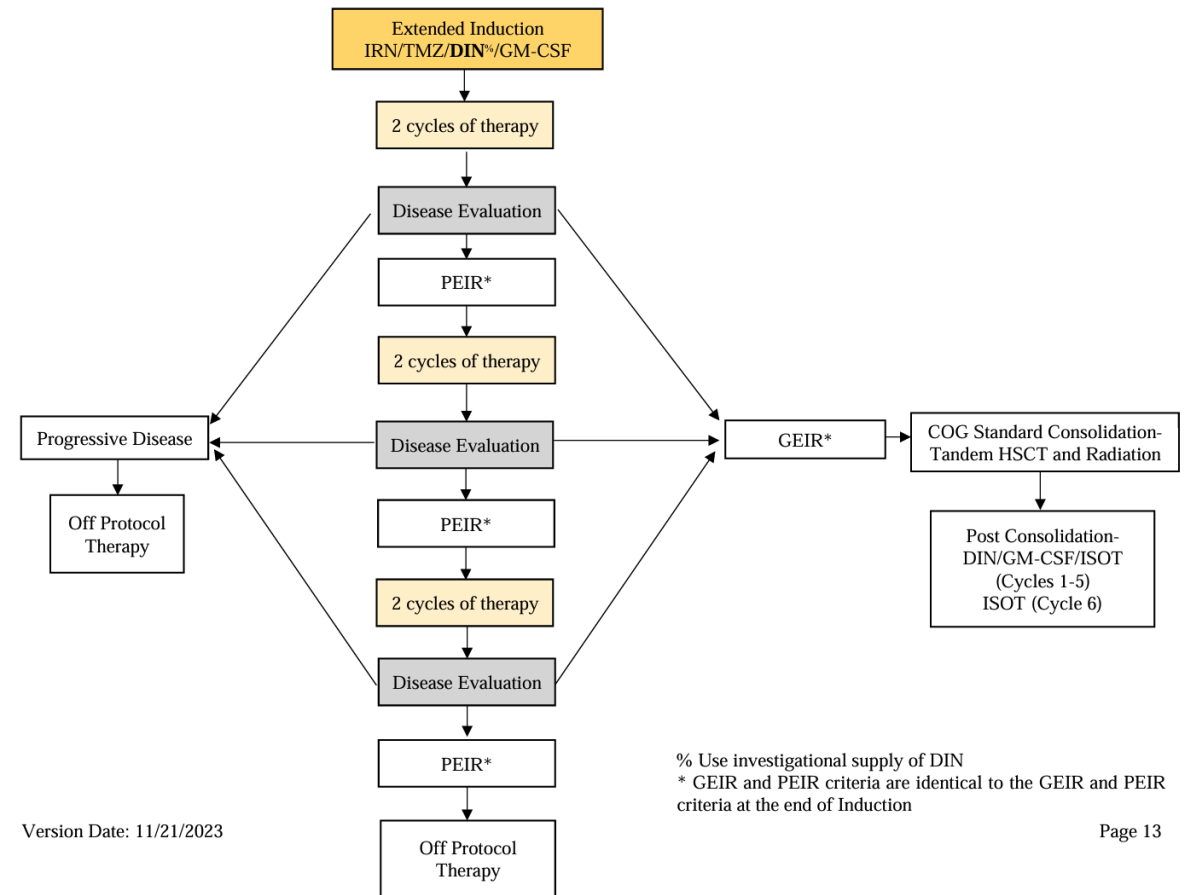 Extended Induction
IRN/TMZ/DIN%/GM-CSF
2 cycles of therapy
Disease Evaluation
PEIR*
2 cycles of therapy
Progressive Disease
Disease Evaluation
GEIR*
COG Standard Consolidation-
Tandem HSCT and Radiation
Off Protocol
Therapy
PEIR*
Post Consolidation-
DIN/GM-CSF/ISOT
(Cycles 1-5)
ISOT (Cycle 6)
2 cycles of therapy
Disease Evaluation
PEIR*
% Use investigational supply of DIN
* GEIR and PEIR criteria are identical to the GEIR and PEIR
criteria at the end of Induction
Version Date: 11/21/2023
Page 13
Off Protocol
Therapy